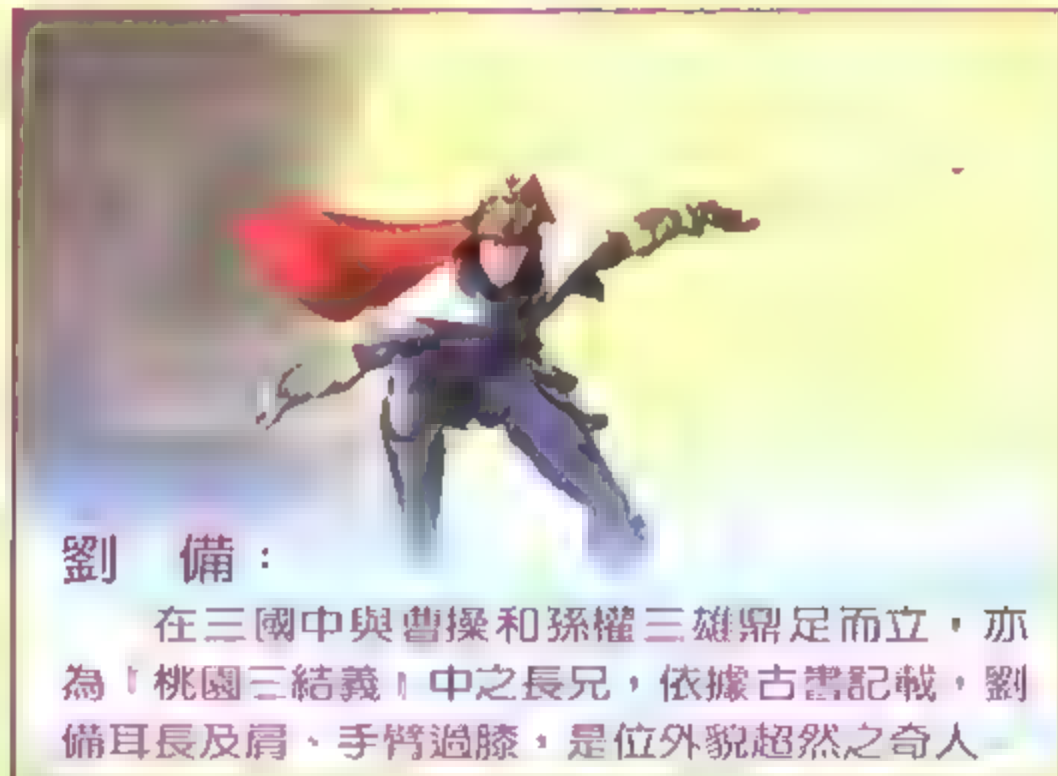 劉　備：
在三國中與曹操和孫權三雄鼎足而立，亦
為「桃園三結義」中之長兄，依據古書記載，劉
備耳長及肩、手臂過膝，是位外貌超然之奇人